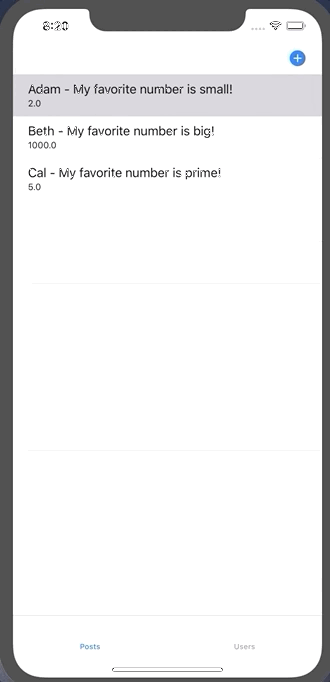 8:20
Adam - My favorite number is small!
2.0
Beth - My favorite number is big!
1000.0
Cal - My favorite number is prime!
5.0
Posts
Users